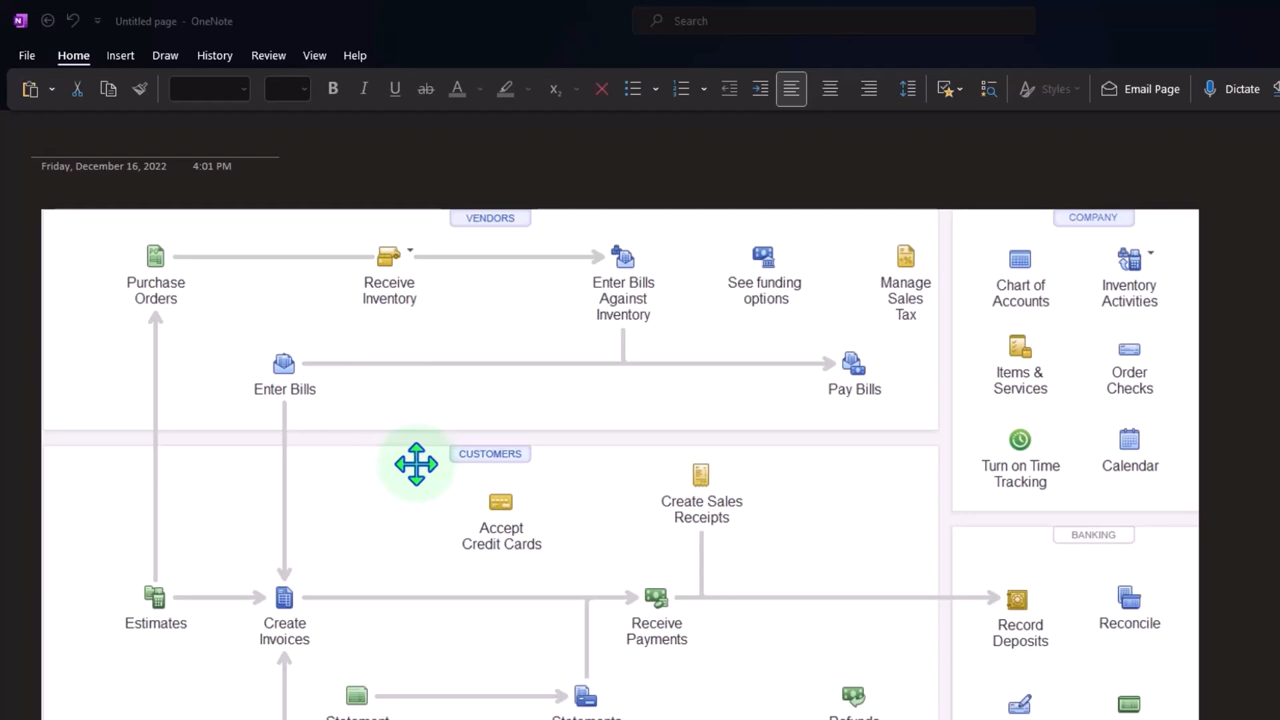 Untitled page - OneNote
Search
File Home Insert Draw History Review View Help
Styles
Email Page
Dictate
Friday, December 16, 2022 4:01 PM
VENDORS
Purchase
Orders
Receive
Inventory
Enter Bills
Against
Inventory
See funding
options
Manage
Sales
Tax
Enter Bills
Pay Bills
COMPANY
Chart of
Accounts
Inventory
Activities
Items &
Services
Order
Checks
Turn on Time
Tracking
Calendar
CUSTOMERS
Accept
Credit Cards
Create Sales
Receipts
Estimates
Create
Invoices
Receive
Payments
Statement
Statements
Refunds
BANKING
Record
Deposits
Reconcile